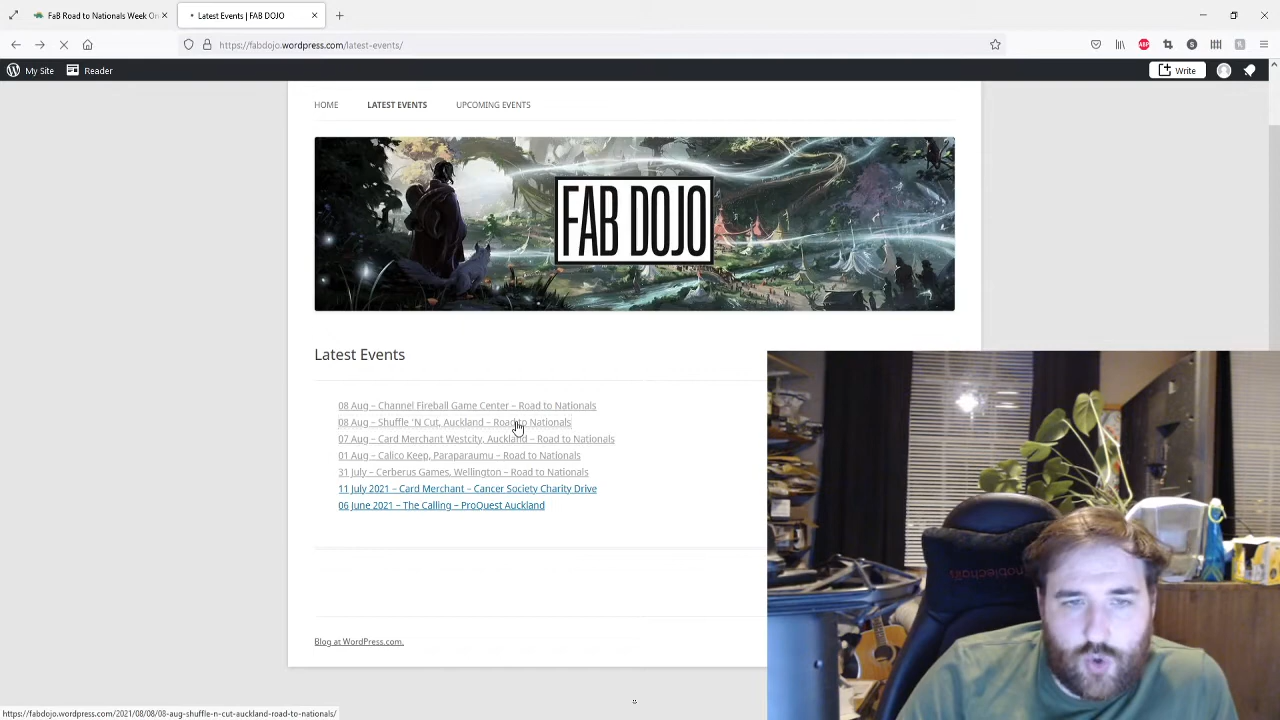 FaB Road to Nationals Week On
Latest Events | FAB DOJO
https://fabdojo.wordpress.com/latest-events/
My Site
Reader
Write
HOME
LATEST EVENTS
UPCOMING EVENTS
FAB DOJO
Latest Events
08 Aug – Channel Fireball Game Center – Road to Nationals
08 Aug – Shuffle 'N Cut, Auckland – Road to Nationals
07 Aug – Card Merchant Westcity, Auckland – Road to Nationals
01 Aug – Calico Keep, Paraparaumu – Road to Nationals
31 July – Cerberus Games, Wellington – Road to Nationals
11 July 2021 – Card Merchant – Cancer Society Charity Drive
06 June 2021 – The Calling – ProQuest Auckland
Blog at WordPress.com.
https://fabdojo.wordpress.com/2021/08/08/08-aug-shuffle-n-cut-auckland-road-to-nationals/